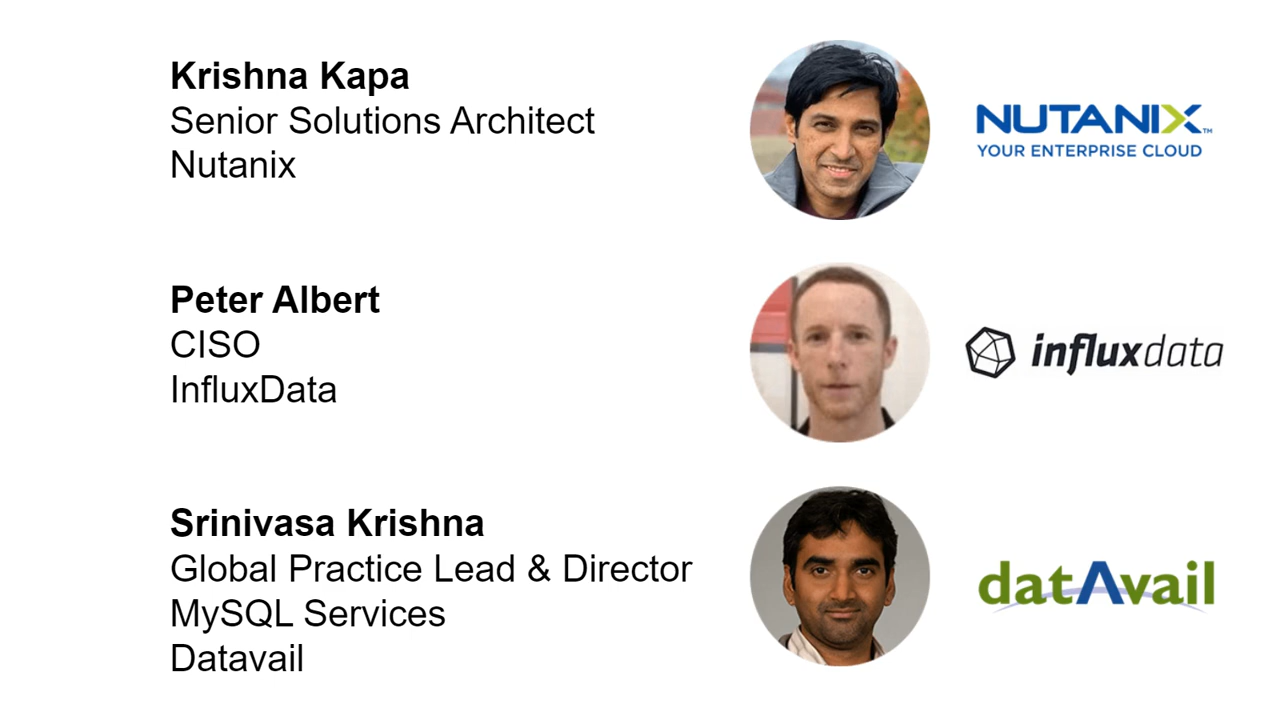 Krishna Kapa
Senior Solutions Architect
Nutanix
NUTANIX™
YOUR ENTERPRISE CLOUD
Peter Albert
CISO
InfluxData
influxdata
Srinivasa Krishna
Global Practice Lead & Director
MySQL Services
Datavail
datAvail